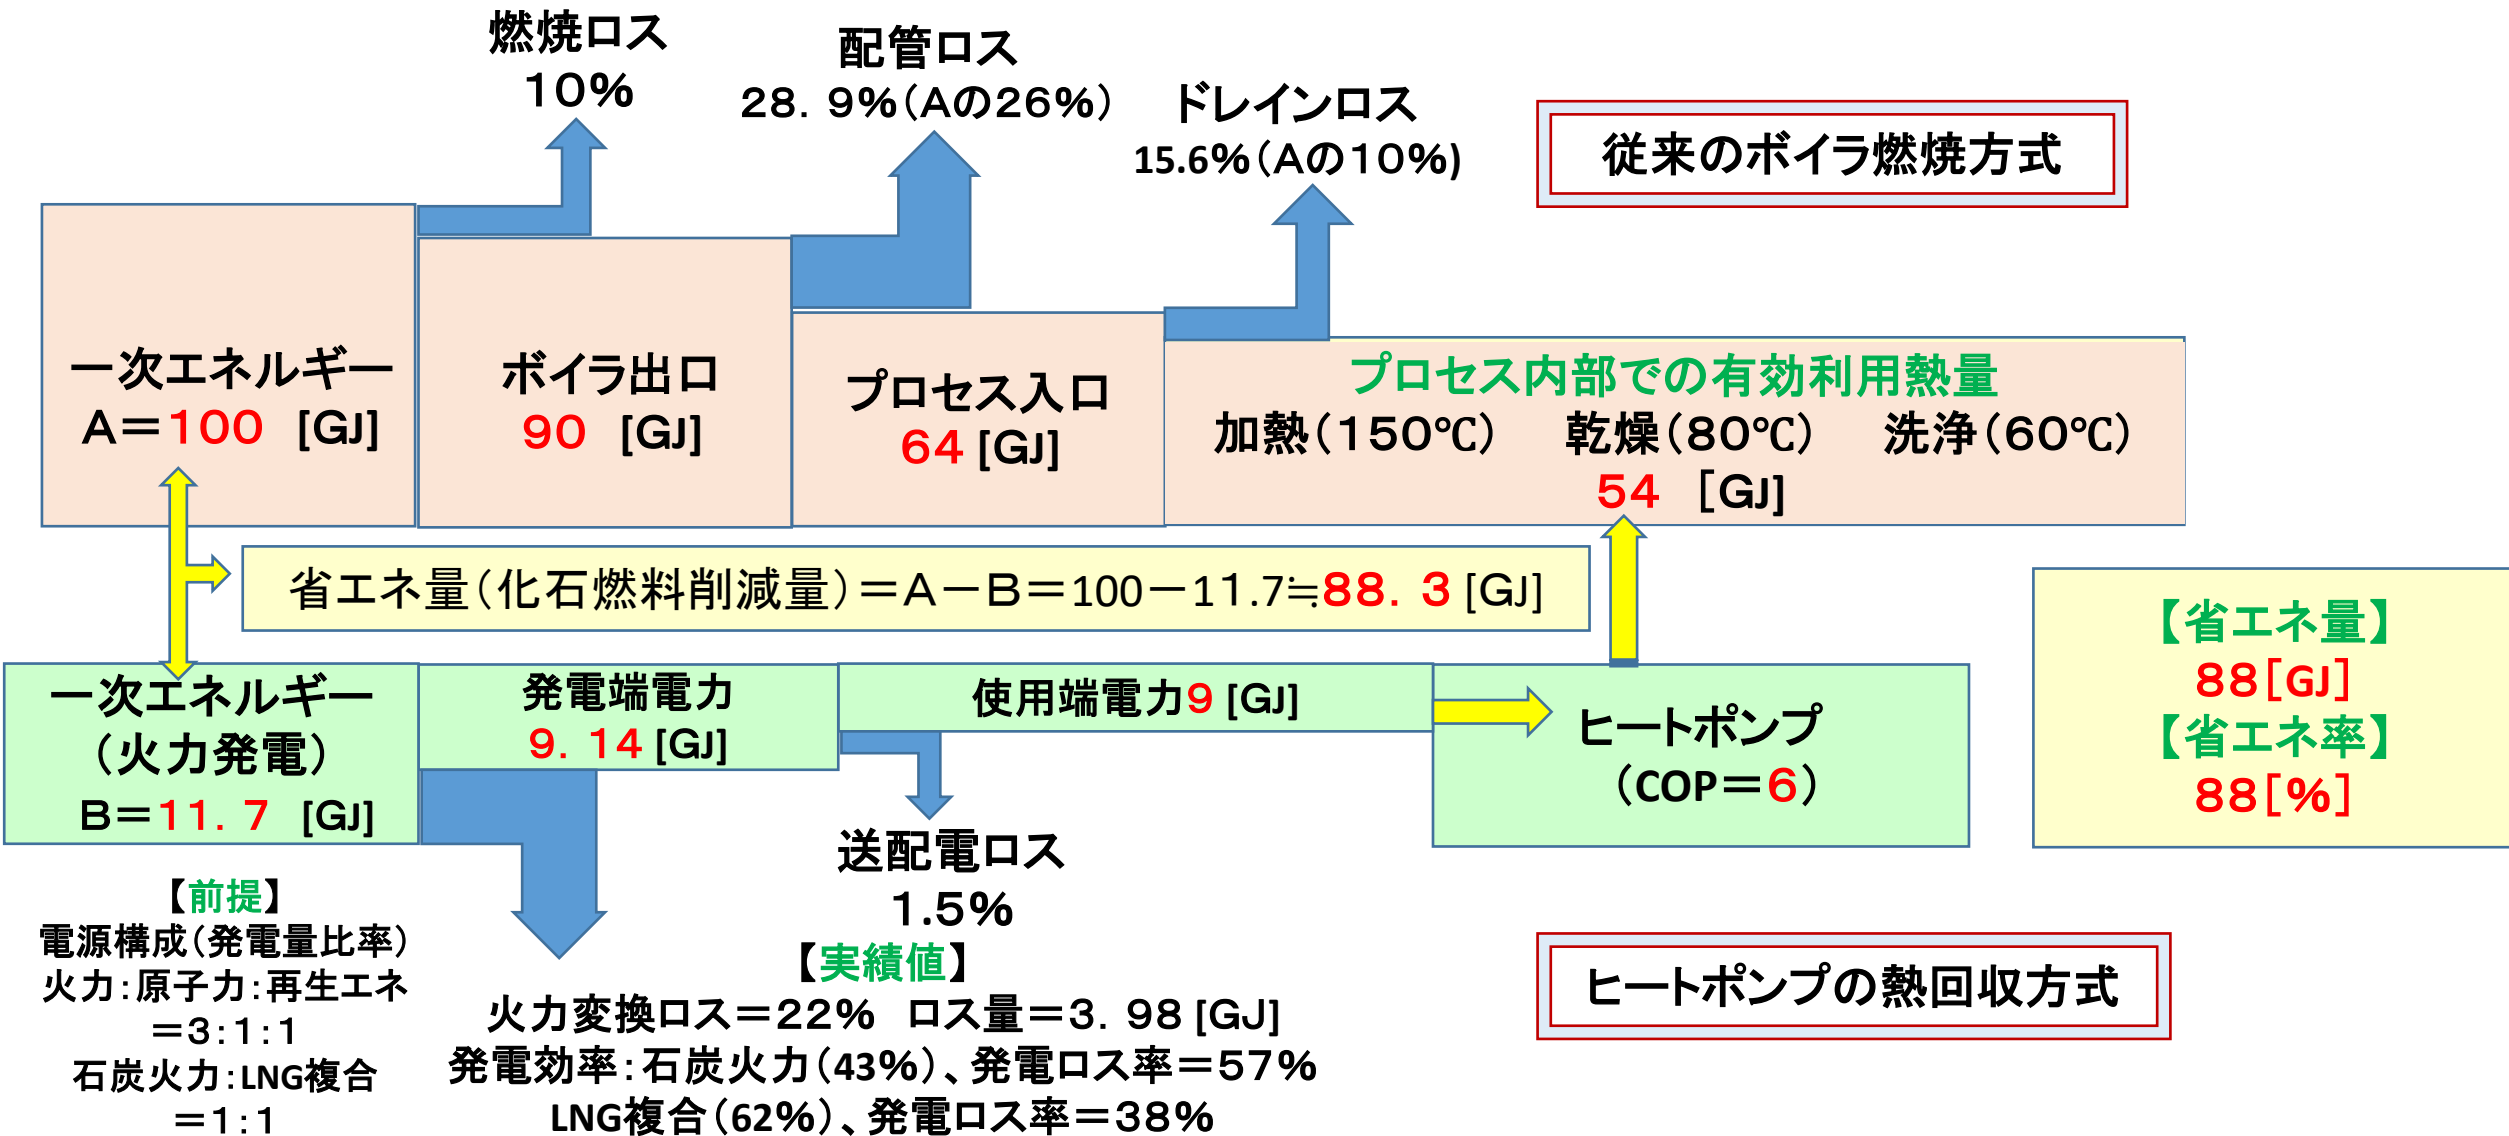 燃焼ロス
10%
配管ロス
28．9%（Aの26%）
ドレインロス
15.6%（Aの10%)
従来のボイラ燃焼方式
一次エネルギー
A＝100 [GJ]
ボイラ出口
90 [GJ]
プロセス入口
64 [GJ]
プロセス内部での有効利用熱量
加熱（150℃） 乾燥（80℃） 洗浄（60℃）
54 [GJ]
省エネ量（化石燃料削減量）＝A－B＝100－11.7≒88．3 [GJ]
一次エネルギー
（火力発電）
B＝11．7 [GJ]
発電端電力
9．14 [GJ]
使用端電力9 [GJ]
ヒートポンプ
（COP＝6）
【省エネ量】
88[GJ]
【省エネ率】
88[%]
【前提】
電源構成（発電量比率）
火力：原子力：再生エネ
＝3：1：1
石炭火力：LNG複合
＝1：1
送配電ロス
1.5%
【実績値】
火力変換ロス＝22% ロス量＝3．98 [GJ]
発電効率：石炭火力（43%）、発電ロス率＝57%
LNG複合（62%）、発電ロス率＝38%
ヒートポンプの熱回収方式